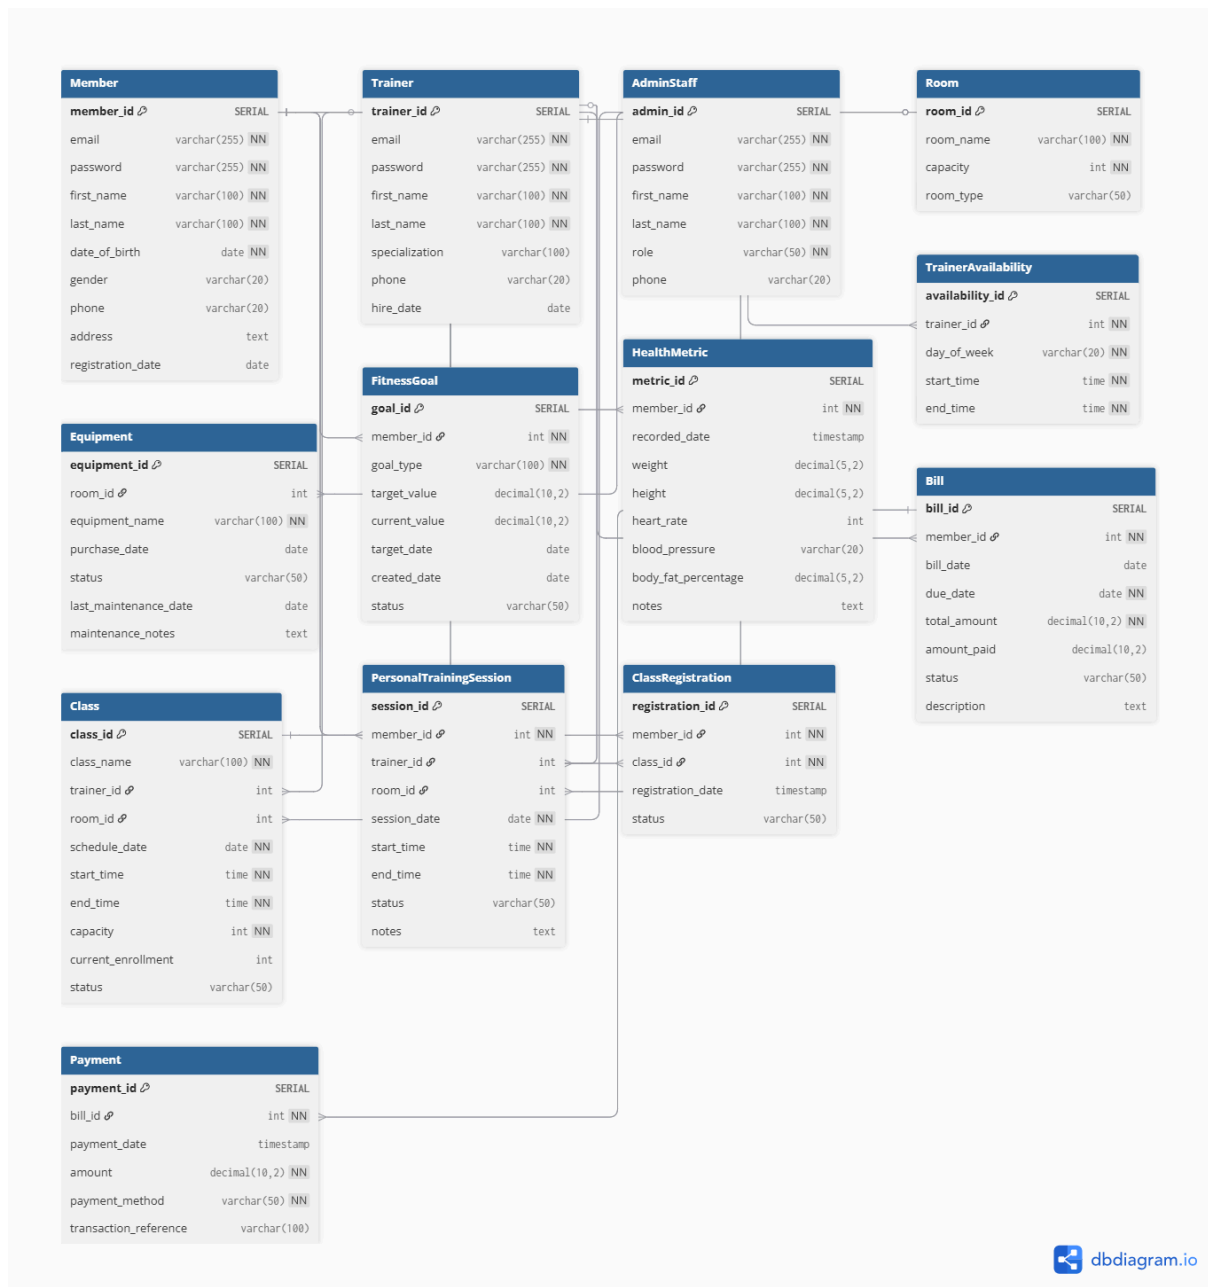 Member
member_id SERIAL
email varchar(255) NN
password varchar(255) NN
first_name varchar(100) NN
last_name varchar(100) NN
date_of_birth date NN
gender varchar(20)
phone varchar(20)
address text
registration_date date
Trainer
trainer_id SERIAL
email varchar(255) NN
password varchar(255) NN
first_name varchar(100) NN
last_name varchar(100) NN
specialization varchar(100)
phone varchar(20)
hire_date date
AdminStaff
admin_id SERIAL
email varchar(255) NN
password varchar(255) NN
first_name varchar(100) NN
last_name varchar(100) NN
role varchar(50) NN
phone varchar(20)
Room
room_id SERIAL
room_name varchar(100) NN
capacity int NN
room_type varchar(50)
TrainerAvailability
availability_id SERIAL
trainer_id int NN
day_of_week varchar(20) NN
start_time time NN
end_time time NN
FitnessGoal
goal_id SERIAL
member_id int NN
goal_type varchar(100) NN
target_value decimal(10,2)
current_value decimal(10,2)
target_date date
created_date date
status varchar(50)
HealthMetric
metric_id SERIAL
member_id int NN
recorded_date timestamp
weight decimal(5,2)
height decimal(5,2)
heart_rate int
blood_pressure varchar(20)
body_fat_percentage decimal(5,2)
notes text
Equipment
equipment_id SERIAL
room_id int
equipment_name varchar(100) NN
purchase_date date
status varchar(50)
last_maintenance_date date
maintenance_notes text
Bill
bill_id SERIAL
member_id int NN
bill_date date
due_date date NN
total_amount decimal(10,2) NN
amount_paid decimal(10,2)
status varchar(50)
description text
Class
class_id SERIAL
class_name varchar(100) NN
trainer_id int
room_id int
schedule_date date NN
start_time time NN
end_time time NN
capacity int NN
current_enrollment int
status varchar(50)
PersonalTrainingSession
session_id SERIAL
member_id int NN
trainer_id int
room_id int
session_date date NN
start_time time NN
end_time time NN
status varchar(50)
notes text
ClassRegistration
registration_id SERIAL
member_id int NN
class_id int NN
registration_date timestamp
status varchar(50)
Payment
payment_id SERIAL
bill_id int NN
payment_date timestamp
amount decimal(10,2) NN
payment_method varchar(50) NN
transaction_reference varchar(100)
dbdiagram.io